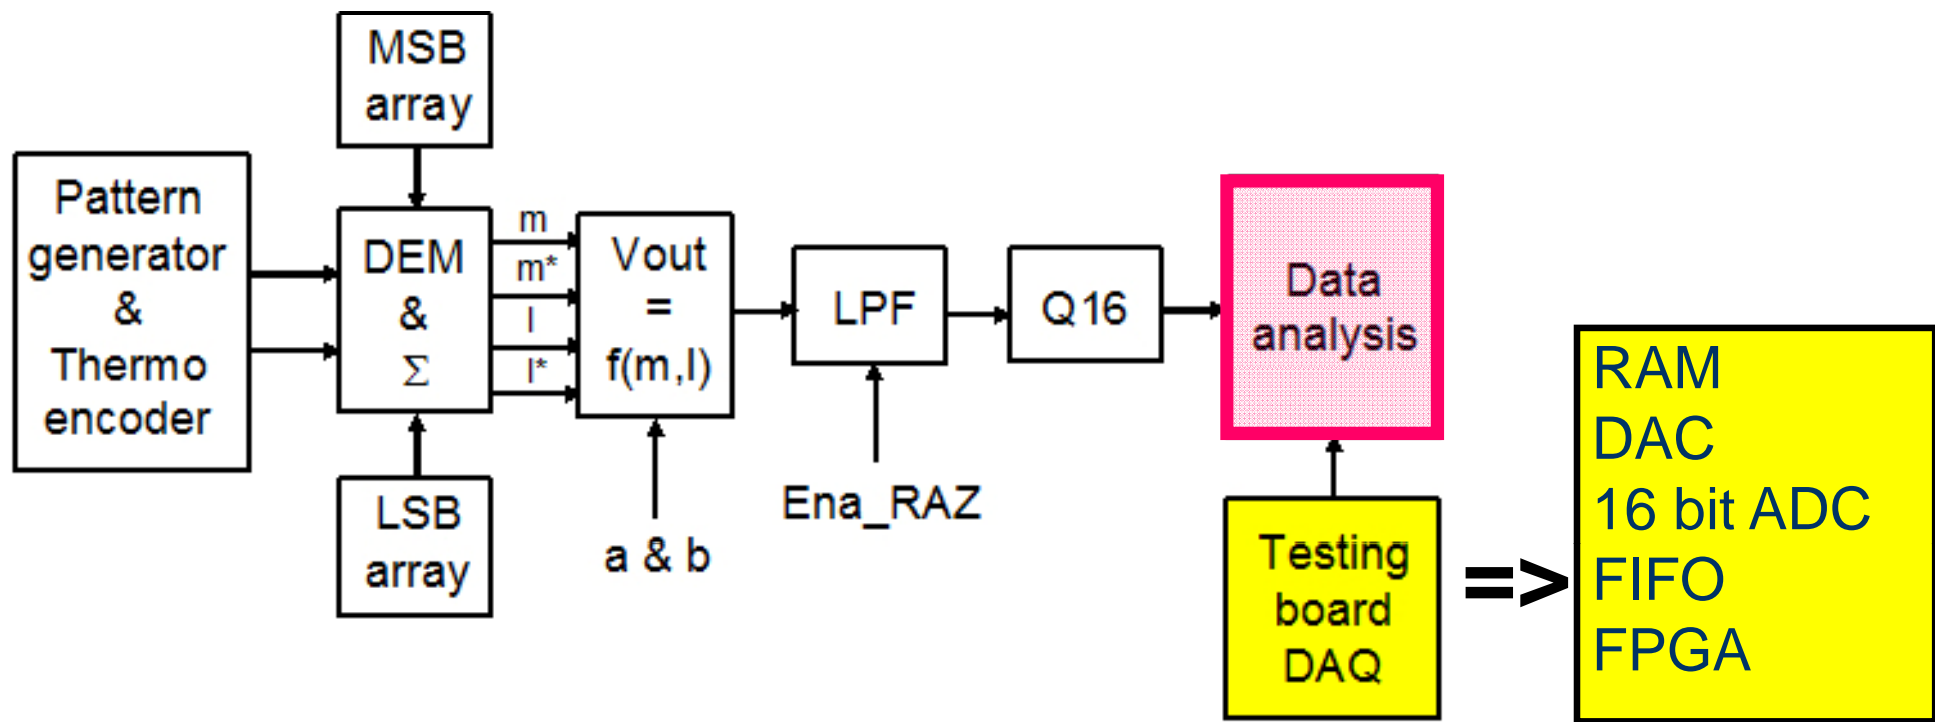 MSB
array
Pattern
generator
&
Thermo
encoder
DEM
&
Σ
LSB
array
m
m*
l
l*
Vout
=
f(m,l)
a & b
LPF
Ena_RAZ
Q16
Data
analysis
Testing
board
DAQ
=>
RAM
DAC
16 bit ADC
FIFO
FPGA